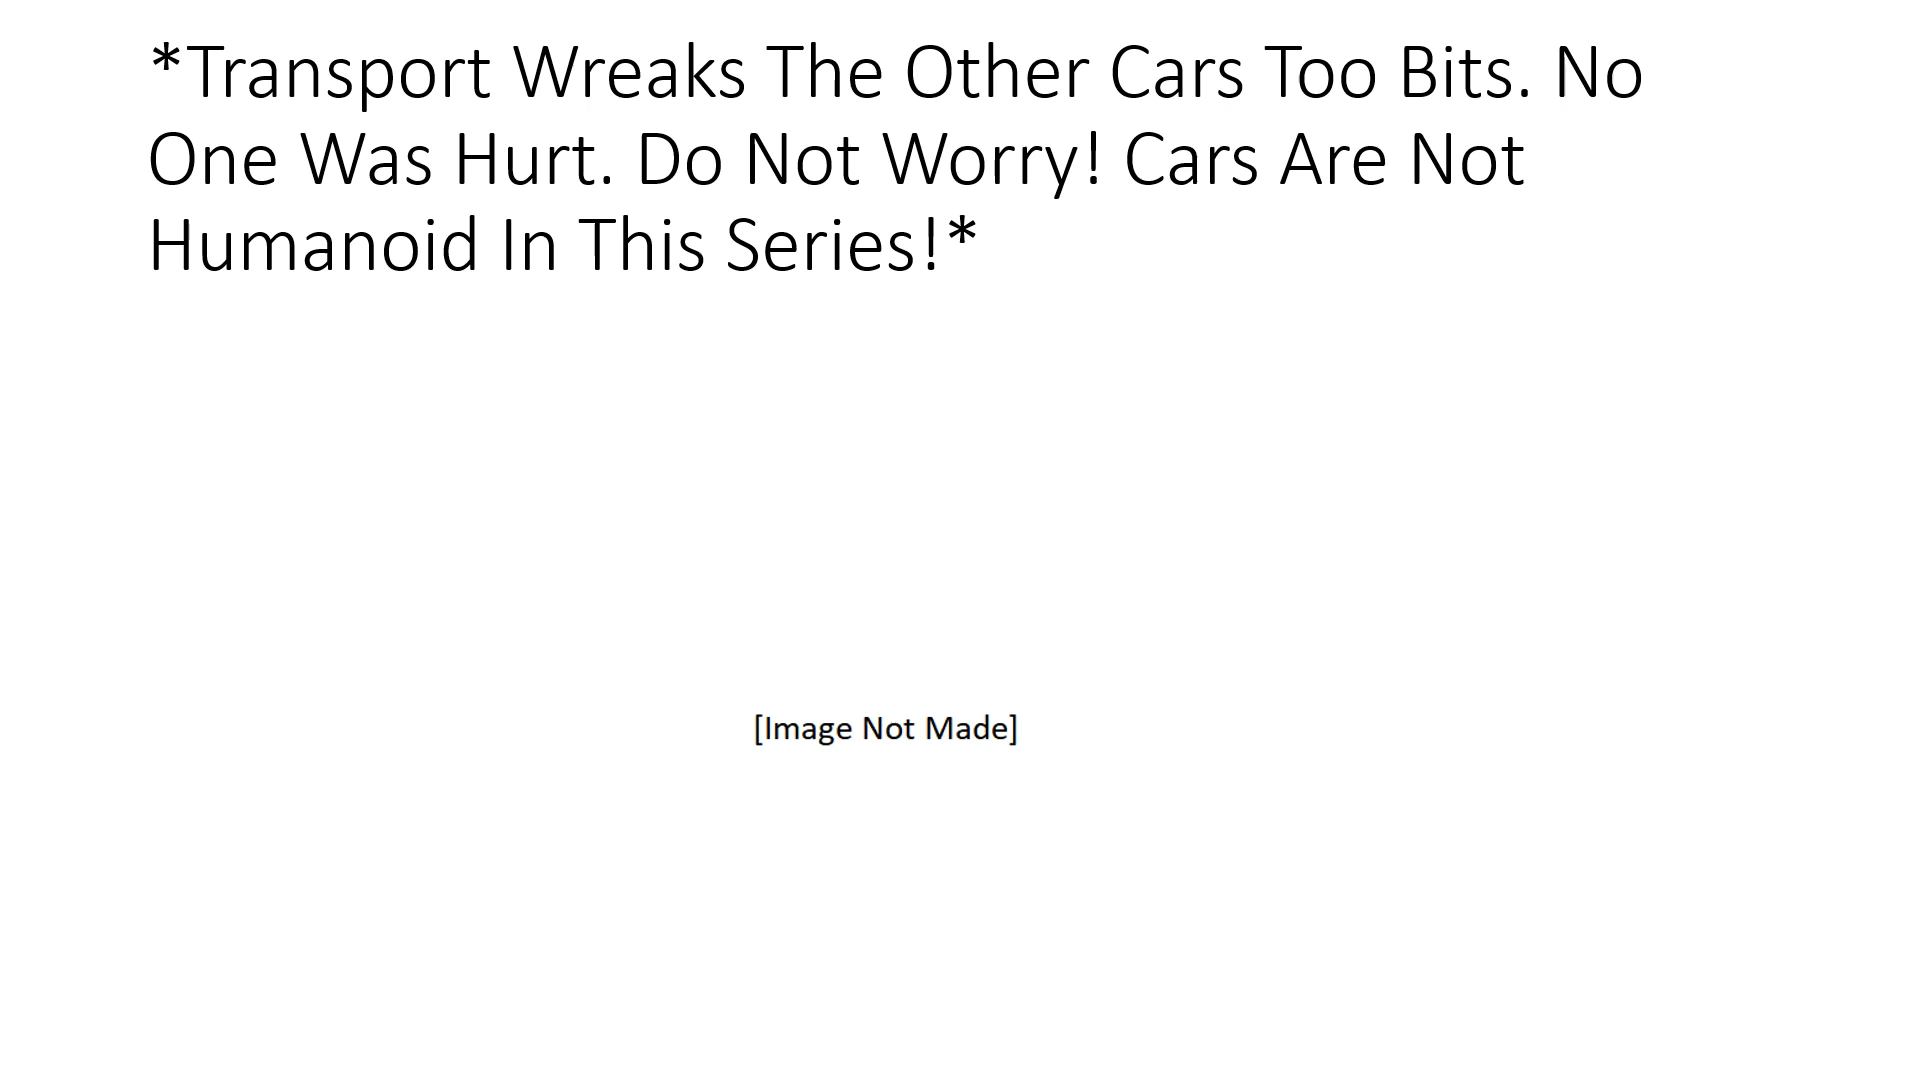 *Transport Wreaks The Other Cars Too Bits. No
One Was Hurt. Do Not Worry! Cars Are Not
Humanoid In This Series!*
[Image Not Made]